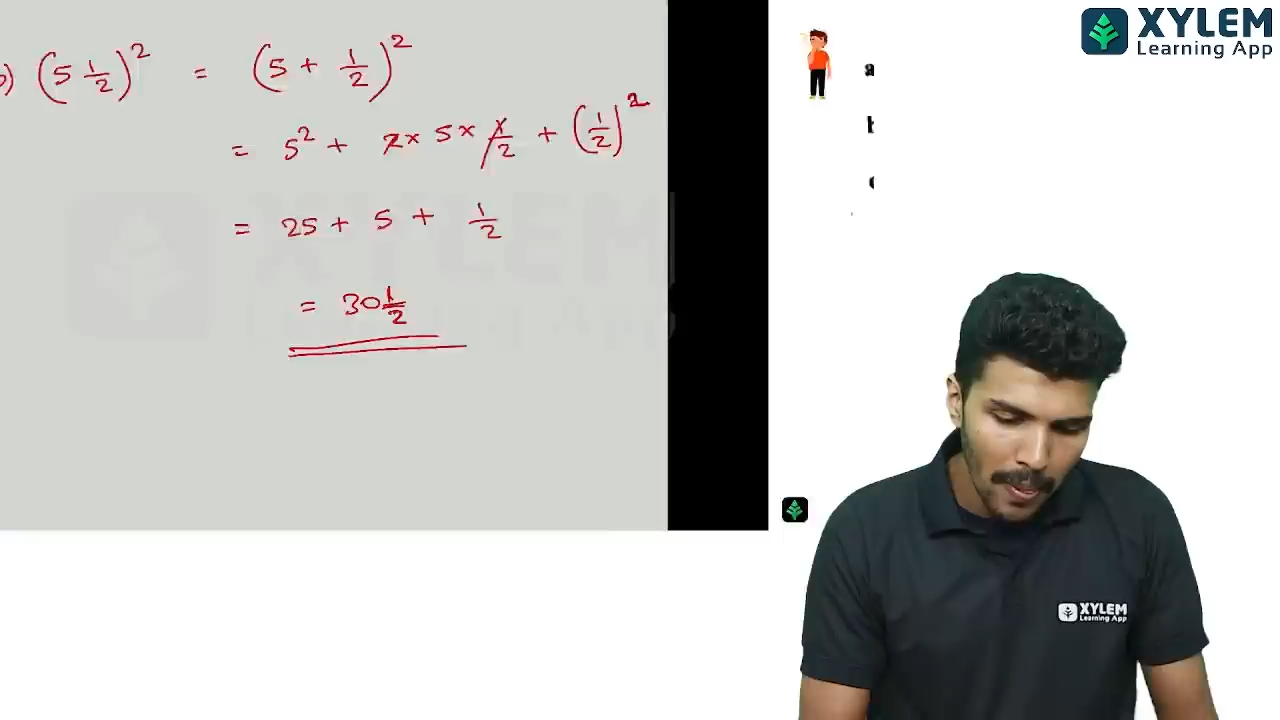 XYLEM
Learning App
(5 1/2)² = (5 + 1/2)²
= 5² + 2 × 5 × 1/2 + (1/2)²
= 25 + 5 + 1/2
= 30 1/2
XYLEM
Learning App